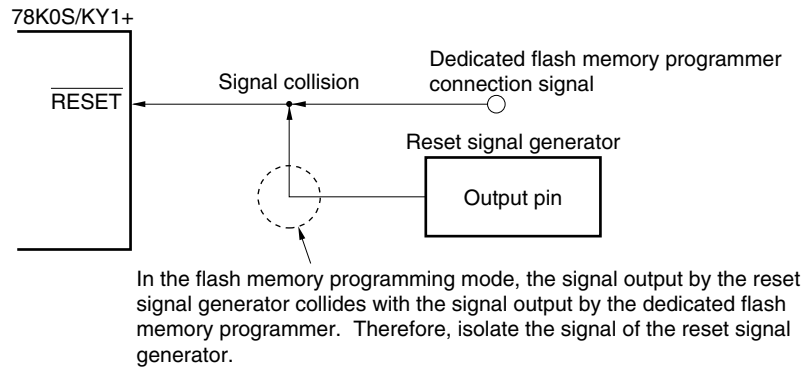 78K0S/KY1+
Dedicated flash memory programmer
connection signal
Signal collision
RESET
Reset signal generator
Output pin
In the flash memory programming mode, the signal output by the reset
signal generator collides with the signal output by the dedicated flash
memory programmer. Therefore, isolate the signal of the reset signal
generator.